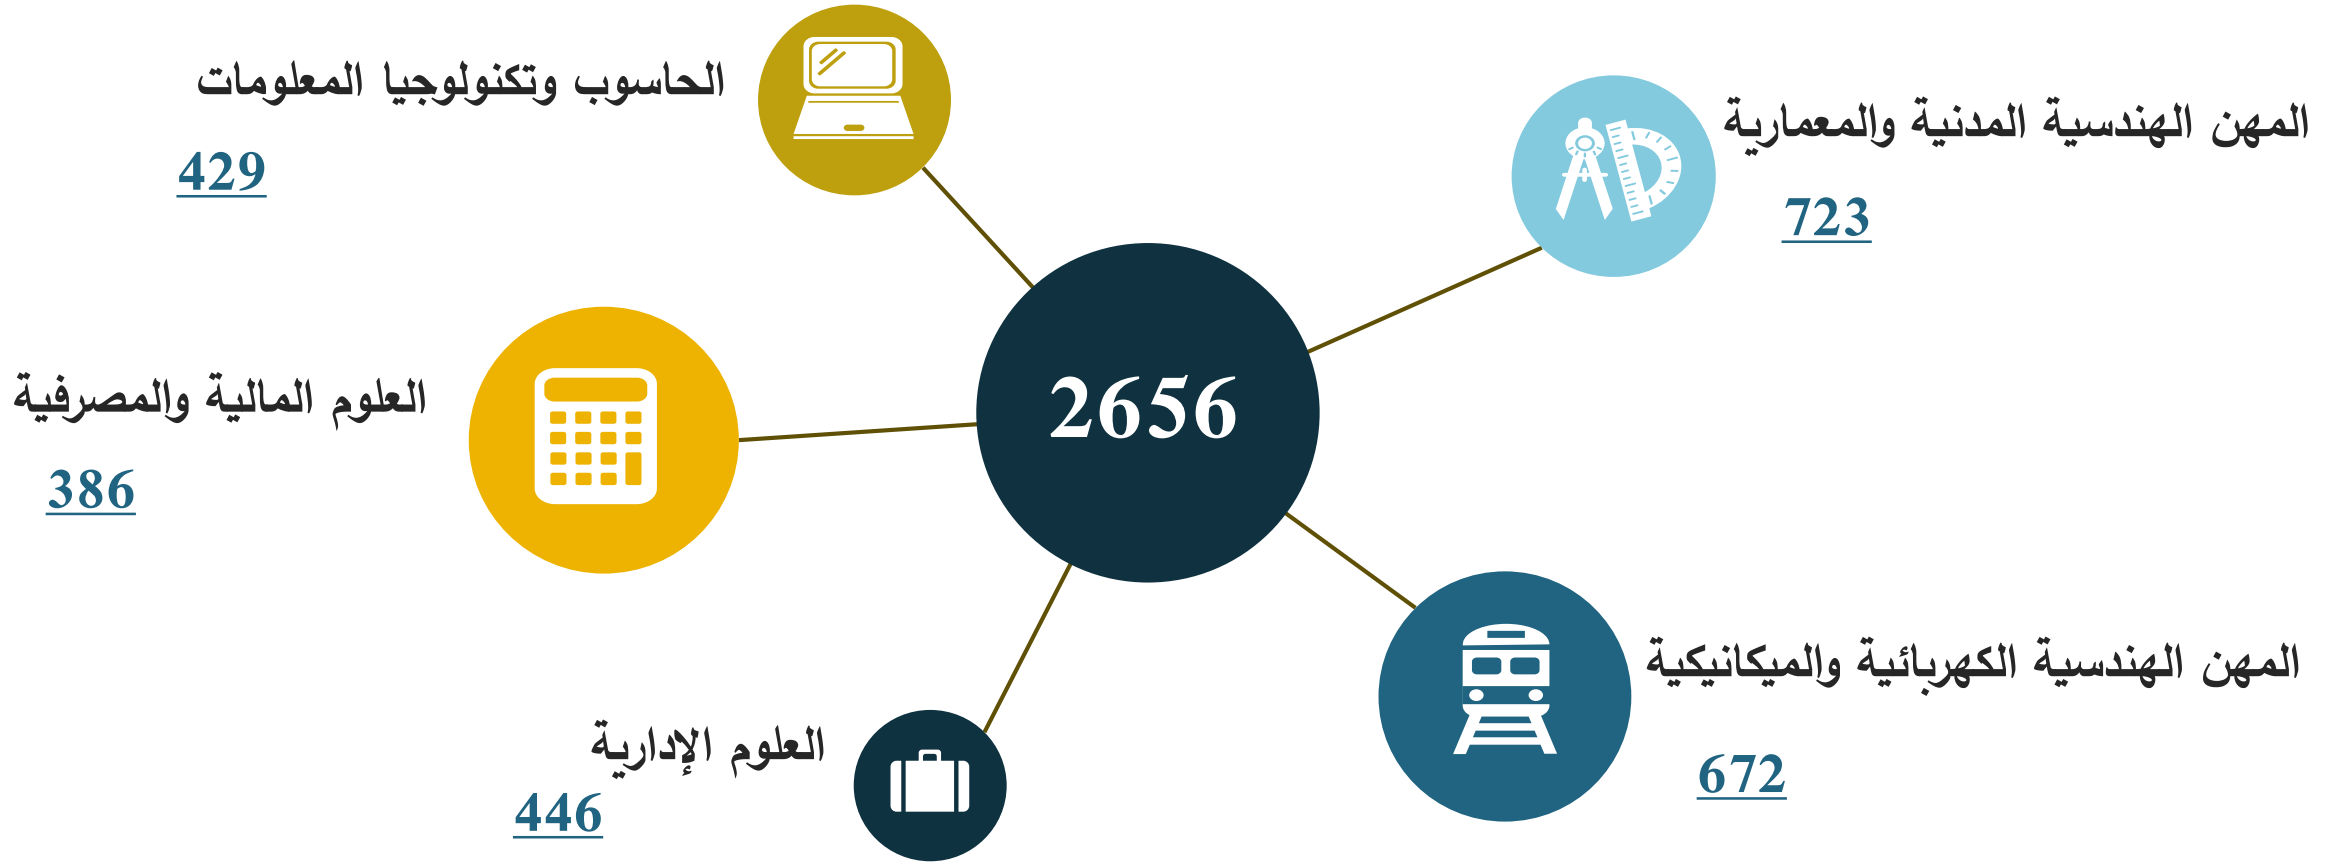 المهن الهندسية المدنية والمعمارية
723
الحاسوب وتكنولوجيا المعلومات
429
2656
العلوم المالية والمصرفية
386
المهن الهندسية الكهربائية والميكانيكية
672
العلوم الإدارية
446